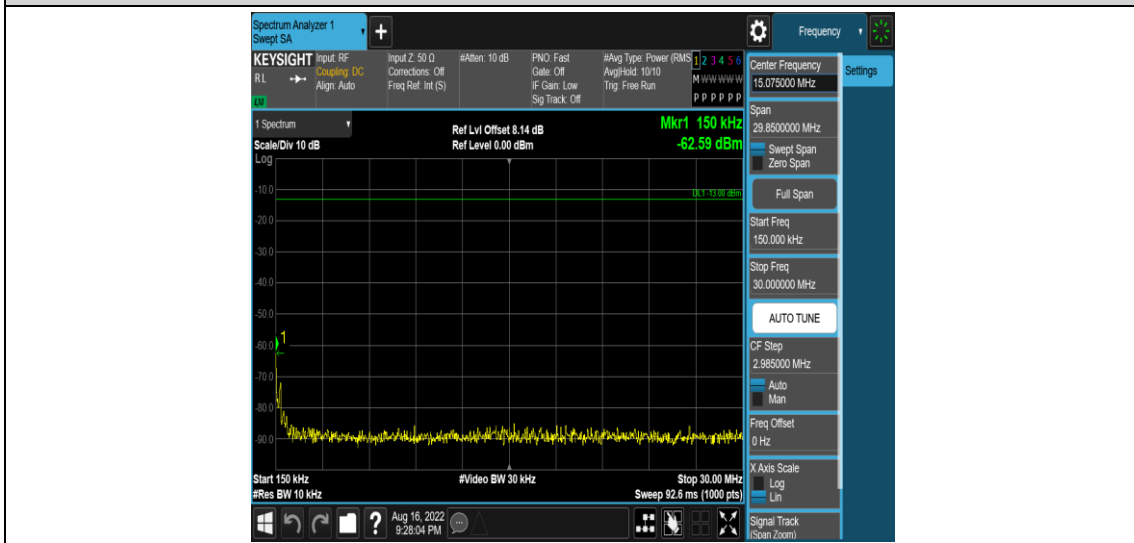 Spectrum Analyzer 1
Swept SA
Frequency
KEYSIGHT
RL
Input: RF
Coupling: DC
Align: Auto
Input Z: 50 Ω
Corrections: Off
Freq Ref: Int (S)
#Atten: 10 dB
PNO: Fast
Gate: Off
IF Gain: Low
Sig Track: Off
#Avg Type: Power (RMS
Avg|Hold: 10/10
Trig: Free Run
1 2 3 4 5 6
M W W W W W
P P P P P P
Center Frequency
15.075000 MHz
Settings
Span
29.8500000 MHz
Swept Span
Zero Span
Full Span
Start Freq
150.000 kHz
Stop Freq
30.000000 MHz
AUTO TUNE
CF Step
2.985000 MHz
Auto
Man
Freq Offset
0 Hz
X Axis Scale
Log
Lin
Signal Track
(Span Zoom)
1 Spectrum
Scale/Div 10 dB
Ref Lvl Offset 8.14 dB
Ref Level 0.00 dBm
Mkr1 150 kHz
-62.59 dBm
Log
-10.0
DL1 -13.00 dBm
-20.0
-30.0
-40.0
-50.0
1
-60.0
-70.0
-80.0
-90.0
Start 150 kHz
#Video BW 30 kHz
Stop 30.00 MHz
#Res BW 10 kHz
Sweep 92.6 ms (1000 pts)
?
Aug 16, 2022
9:28:04 PM